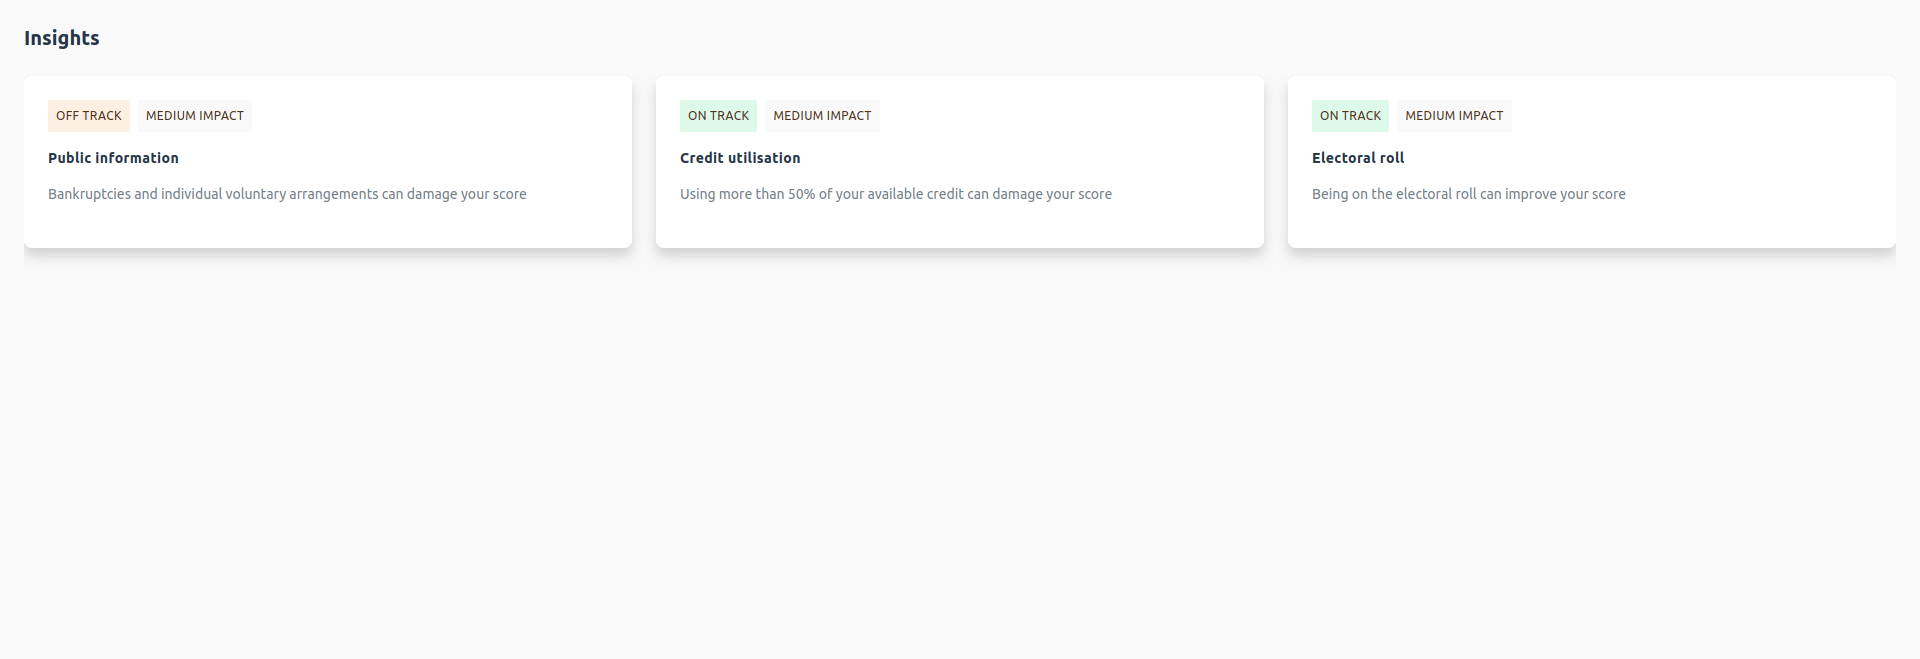 Insights
OFF TRACK MEDIUM IMPACT
Public information
Bankruptcies and individual voluntary arrangements can damage your score
ON TRACK MEDIUM IMPACT
Credit utilisation
Using more than 50% of your available credit can damage your score
ON TRACK MEDIUM IMPACT
Electoral roll
Being on the electoral roll can improve your score